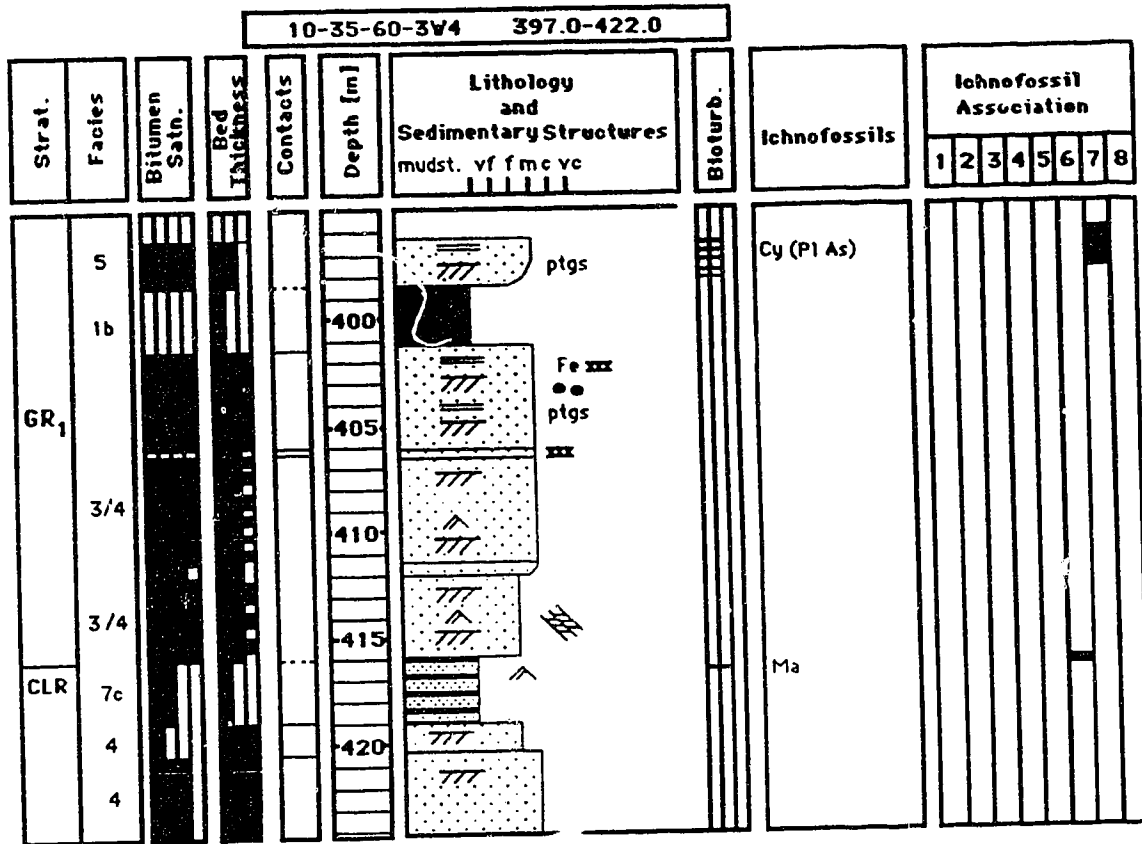 10-35-60-3W4 397.0-422.0
Strat.
Facies
Bitumen Satn.
Bed Thickness
Contacts
Depth [m]
Lithology
and
Sedimentary Structures
mudst. vf f m c vc
Bioturb.
Ichnofossils
Ichnofossil
Association
1 2 3 4 5 6 7 8
5
ptgs
Cy (Pl As)
1b
400
Fe xxx
ptgs
GR1
405
xxx
3/4
410
3/4
415
CLR
Ma
7c
4
420
4